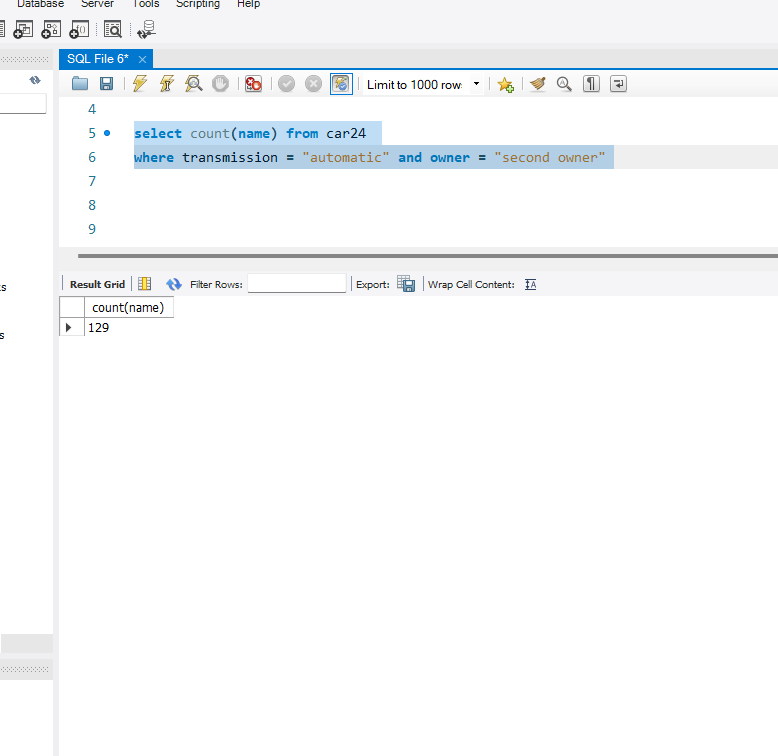 Database Server Tools Scripting Help
SQL File 6*
Limit to 1000 rows
4
5 select count(name) from car24
6 where transmission = "automatic" and owner = "second owner"
7
8
9
Result Grid Filter Rows: Export: Wrap Cell Content:
count(name)
129
s